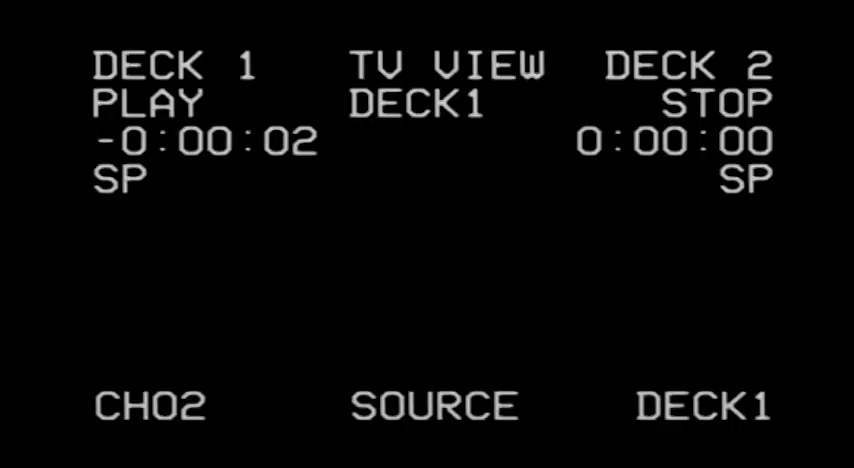 DECK 1 TV VIEW DECK 2
PLAY DECK1 STOP
-0:00:02 0:00:00
SP SP
CH02 SOURCE DECK1